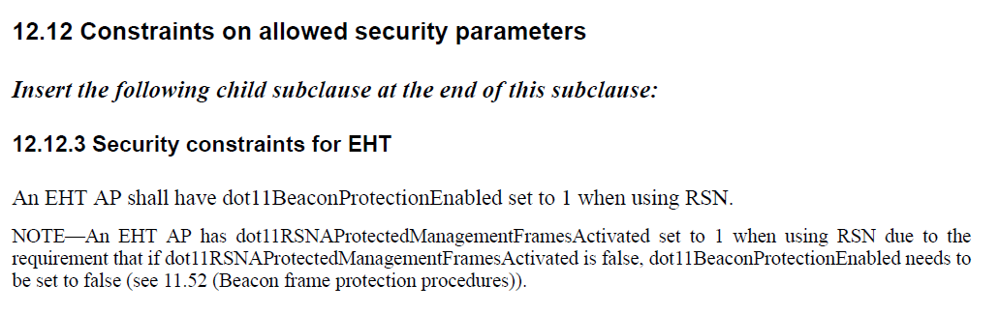 12.12 Constraints on allowed security parameters
Insert the following child subclause at the end of this subclause:
12.12.3 Security constraints for EHT
An EHT AP shall have dot11BeaconProtectionEnabled set to 1 when using RSN.
NOTE—An EHT AP has dot11RSNAProtectedManagementFramesActivated set to 1 when using RSN due to the
requirement that if dot11RSNAProtectedManagementFramesActivated is false, dot11BeaconProtectionEnabled needs to
be set to false (see 11.52 (Beacon frame protection procedures)).